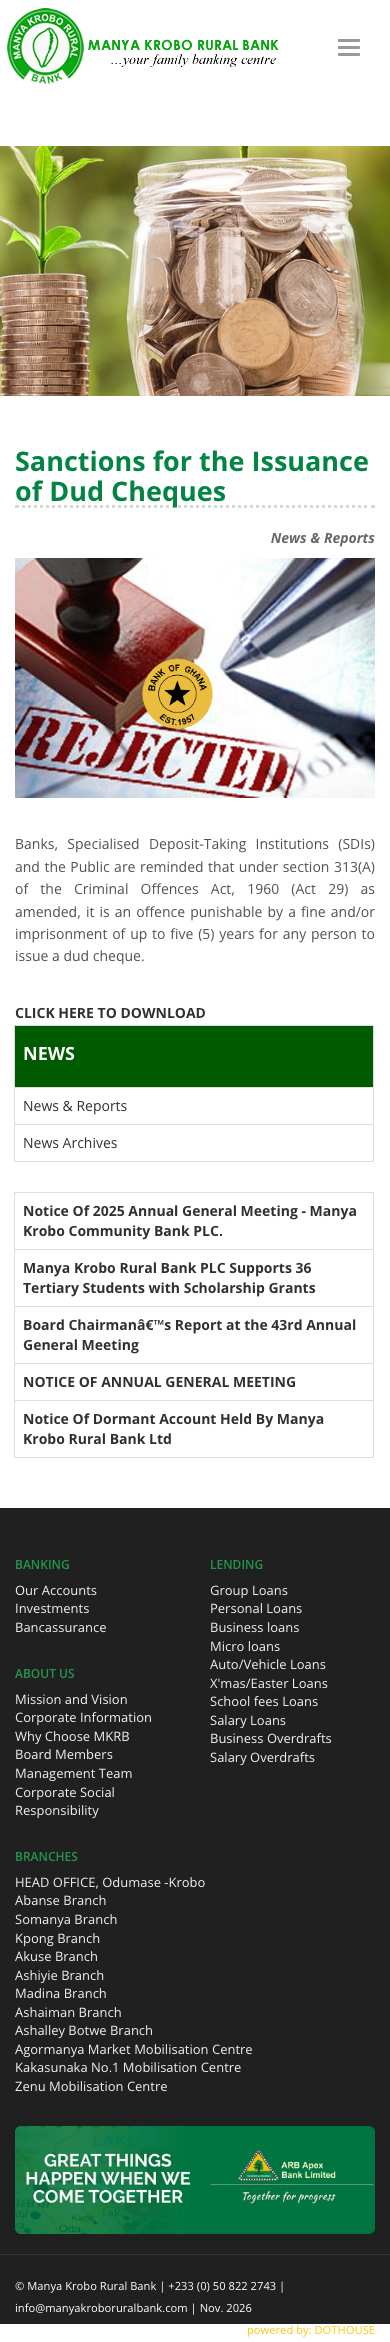 MANYA KROBO RURAL
BANK
MANYA KROBO RURAL BANK
...your family banking centre
Sanctions for the Issuance
of Dud Cheques
News & Reports
BANK OF GHANA
EST.1957
REJECTED
Banks, Specialised Deposit-Taking Institutions (SDIs)
and the Public are reminded that under section 313(A)
of the Criminal Offences Act, 1960 (Act 29) as
amended, it is an offence punishable by a fine and/or
imprisonment of up to five (5) years for any person to
issue a dud cheque.
CLICK HERE TO DOWNLOAD
NEWS
News & Reports
News Archives
Notice Of 2025 Annual General Meeting - Manya
Krobo Community Bank PLC.
Manya Krobo Rural Bank PLC Supports 36
Tertiary Students with Scholarship Grants
Board Chairmanâ€™s Report at the 43rd Annual
General Meeting
NOTICE OF ANNUAL GENERAL MEETING
Notice Of Dormant Account Held By Manya
Krobo Rural Bank Ltd
BANKING
Our Accounts
Investments
Bancassurance
ABOUT US
Mission and Vision
Corporate Information
Why Choose MKRB
Board Members
Management Team
Corporate Social
Responsibility
LENDING
Group Loans
Personal Loans
Business loans
Micro loans
Auto/Vehicle Loans
X'mas/Easter Loans
School fees Loans
Salary Loans
Business Overdrafts
Salary Overdrafts
BRANCHES
HEAD OFFICE, Odumase -Krobo
Abanse Branch
Somanya Branch
Kpong Branch
Akuse Branch
Ashiyie Branch
Madina Branch
Ashaiman Branch
Ashalley Botwe Branch
Agormanya Market Mobilisation Centre
Kakasunaka No.1 Mobilisation Centre
Zenu Mobilisation Centre
GREAT THINGS
HAPPEN WHEN WE
COME TOGETHER
ARB Apex
Bank Limited
Together for progress
© Manya Krobo Rural Bank | +233 (0) 50 822 2743 |
info@manyakroboruralbank.com | Nov. 2026
powered by: DOTHOUSE